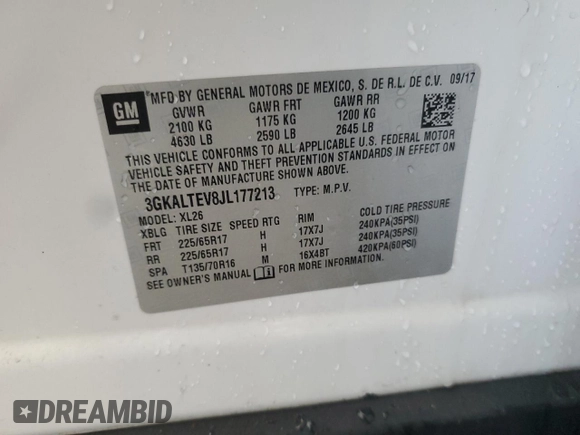 MFD BY GENERAL MOTORS DE MEXICO, S. DE R.L. DE C.V. 09/17
GM
GVWR GAWR FRT GAWR RR
2100 KG 1175 KG 1200 KG
4630 LB 2590 LB 2645 LB
THIS VEHICLE CONFORMS TO ALL APPLICABLE U.S. FEDERAL MOTOR
VEHICLE SAFETY AND THEFT PREVENTION STANDARDS IN EFFECT ON
THE DATE OF MANUFACTURE SHOWN ABOVE.
3GKALTEV8JL177213 TYPE: M.P.V.
MODEL: XL26
XBLG TIRE SIZE SPEED RTG RIM COLD TIRE PRESSURE
FRT 225/65R17 H 17X7J 240KPA(35PSI)
RR 225/65R17 H 17X7J 240KPA(35PSI)
SPA T135/70R16 M 16X4BT 420KPA(60PSI)
SEE OWNER'S MANUAL FOR MORE INFORMATION.
DREAMBID